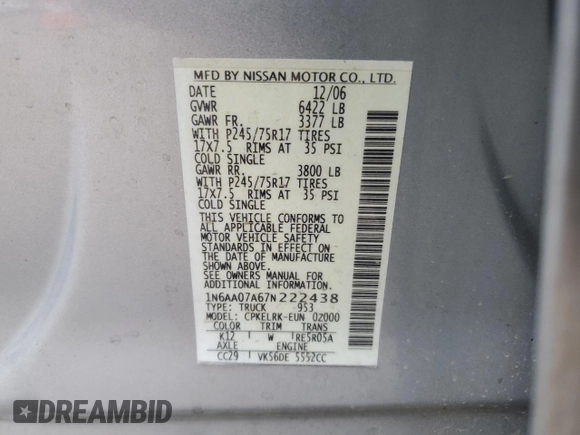 MFD BY NISSAN MOTOR CO., LTD.
DATE 12/06
GVWR 6422 LB
GAWR FR. 3377 LB
WITH P245/75R17 TIRES
17X7.5 RIMS AT 35 PSI
COLD SINGLE
GAWR RR. 3800 LB
WITH P245/75R17 TIRES
17X7.5 RIMS AT 35 PSI
COLD SINGLE
THIS VEHICLE CONFORMS TO
ALL APPLICABLE FEDERAL
MOTOR VEHICLE SAFETY
STANDARDS IN EFFECT ON
THE DATE OF MANUFACTURE
SHOWN ABOVE.
SEE OWNERS MANUAL FOR
ADDITIONAL INFORMATION.
1N6AA07A67N222438
TYPE: TRUCK 953
MODEL: CPKELRK-EUN 02000
COLOR TRIM TRANS
K12 W TRE5R05A
AXLE ENGINE
CC29 VK56DE 5552CC
DREAMBID